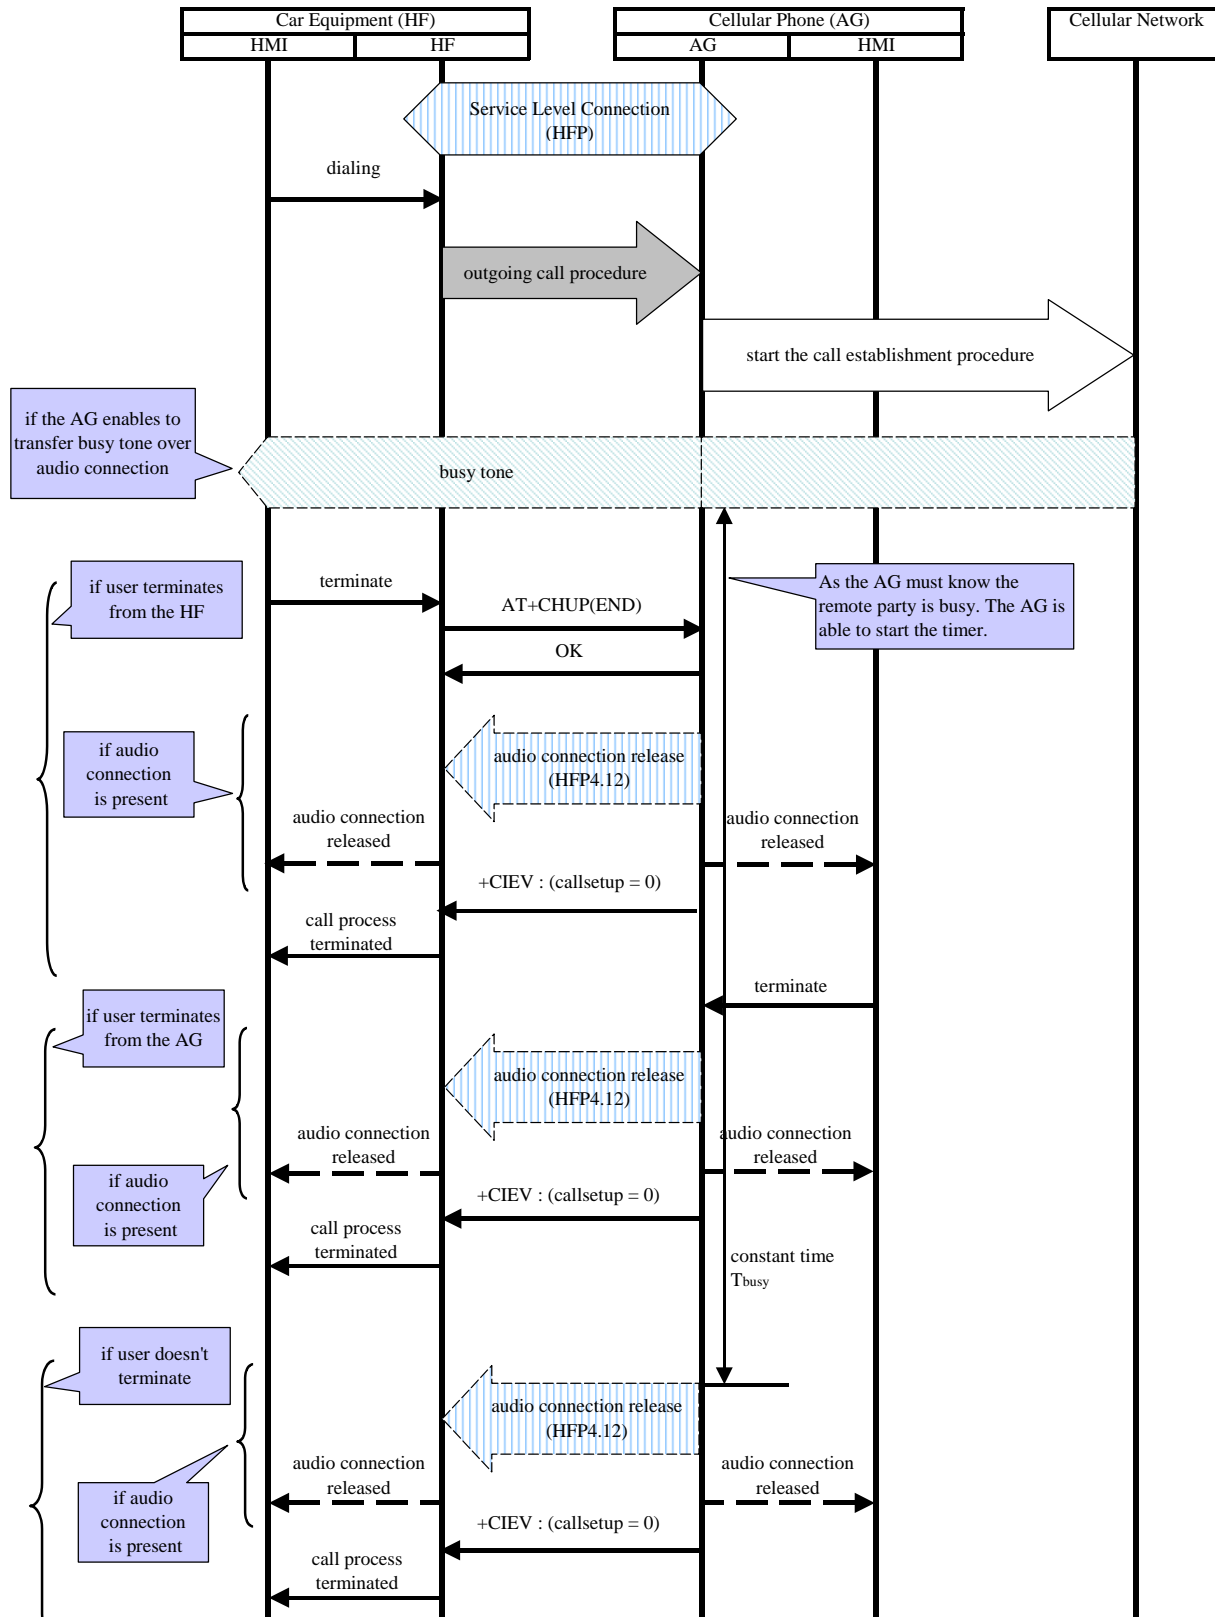 Car Equipment (HF)
Cellular Phone (AG)
Cellular Network
HMI
HF
AG
HMI
Service Level Connection
(HFP)
dialing
outgoing call procedure
start the call establishment procedure
if the AG enables to
transfer busy tone over
audio connection
busy tone
if user terminates
from the HF
terminate
AT+CHUP(END)
As the AG must know the
remote party is busy. The AG is
able to start the timer.
OK
if audio
connection
is present
audio connection release
(HFP4.12)
audio connection
released
audio connection
released
+CIEV : (callsetup = 0)
call process
terminated
terminate
if user terminates
from the AG
audio connection release
(HFP4.12)
audio connection
released
audio connection
released
if audio
connection
is present
+CIEV : (callsetup = 0)
call process
terminated
constant time
Tbusy
if user doesn't
terminate
audio connection release
(HFP4.12)
audio connection
released
audio connection
released
if audio
connection
is present
+CIEV : (callsetup = 0)
call process
terminated